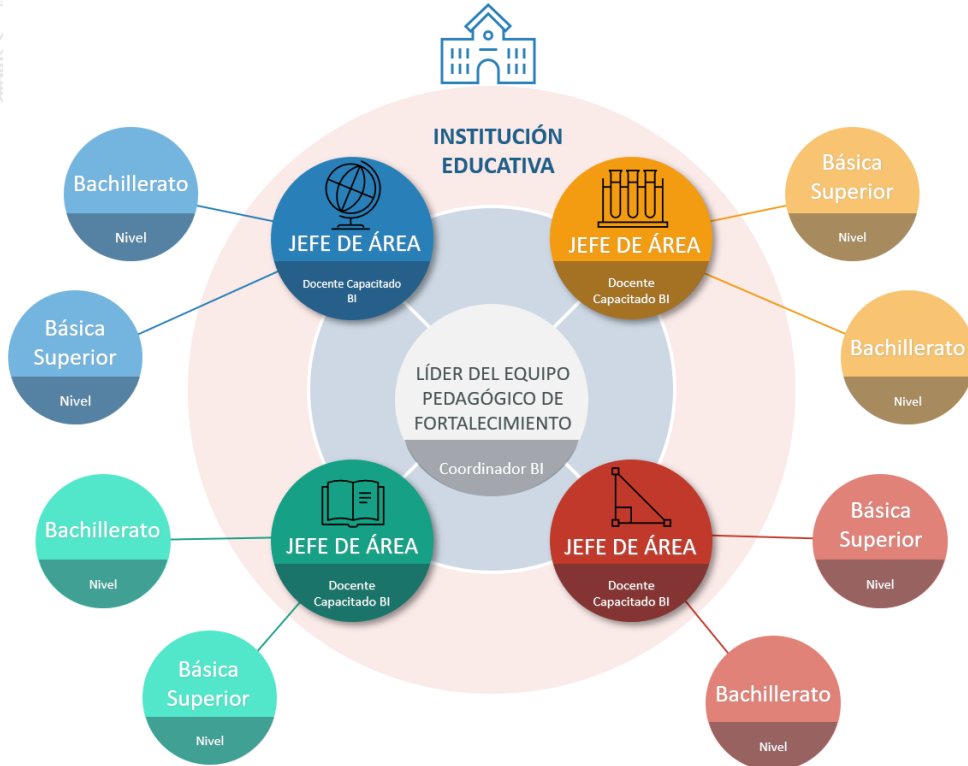 INSTITUCIÓN
EDUCATIVA
Bachillerato
Nivel
JEFE DE ÁREA
Docente Capacitado
BI
Básica
Superior
Nivel
JEFE DE ÁREA
Docente
Capacitado BI
Básica
Superior
Nivel
Bachillerato
Nivel
LÍDER DEL EQUIPO
PEDAGÓGICO DE
FORTALECIMIENTO
Coordinador BI
Bachillerato
Nivel
JEFE DE ÁREA
Docente
Capacitado BI
Básica
Superior
Nivel
JEFE DE ÁREA
Docente
Capacitado BI
Básica
Superior
Nivel
Bachillerato
Nivel